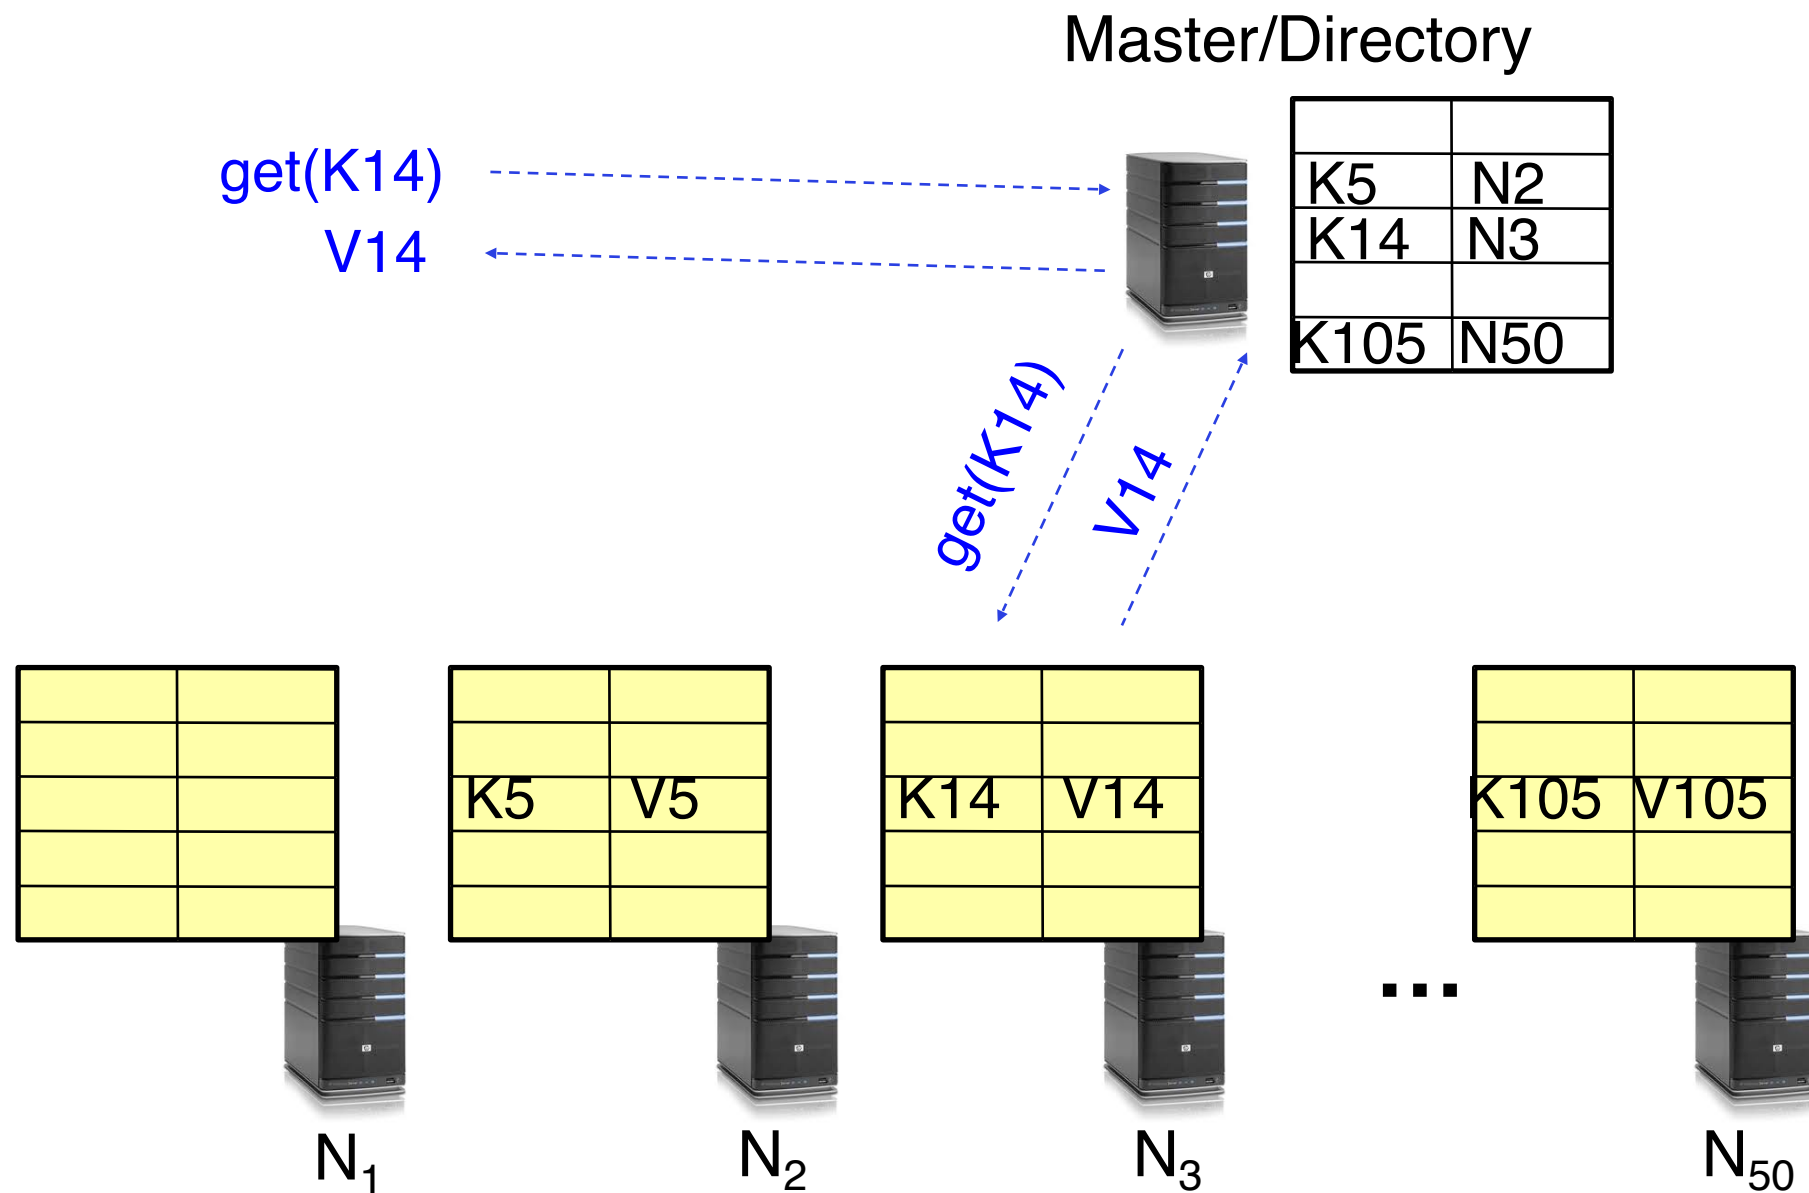 Master/Directory
get(K14)
V14
K5 N2
K14 N3
K105 N50
get(K14)
V14
K5 V5
K14 V14
K105 V105
...
N1
N2
N3
N50